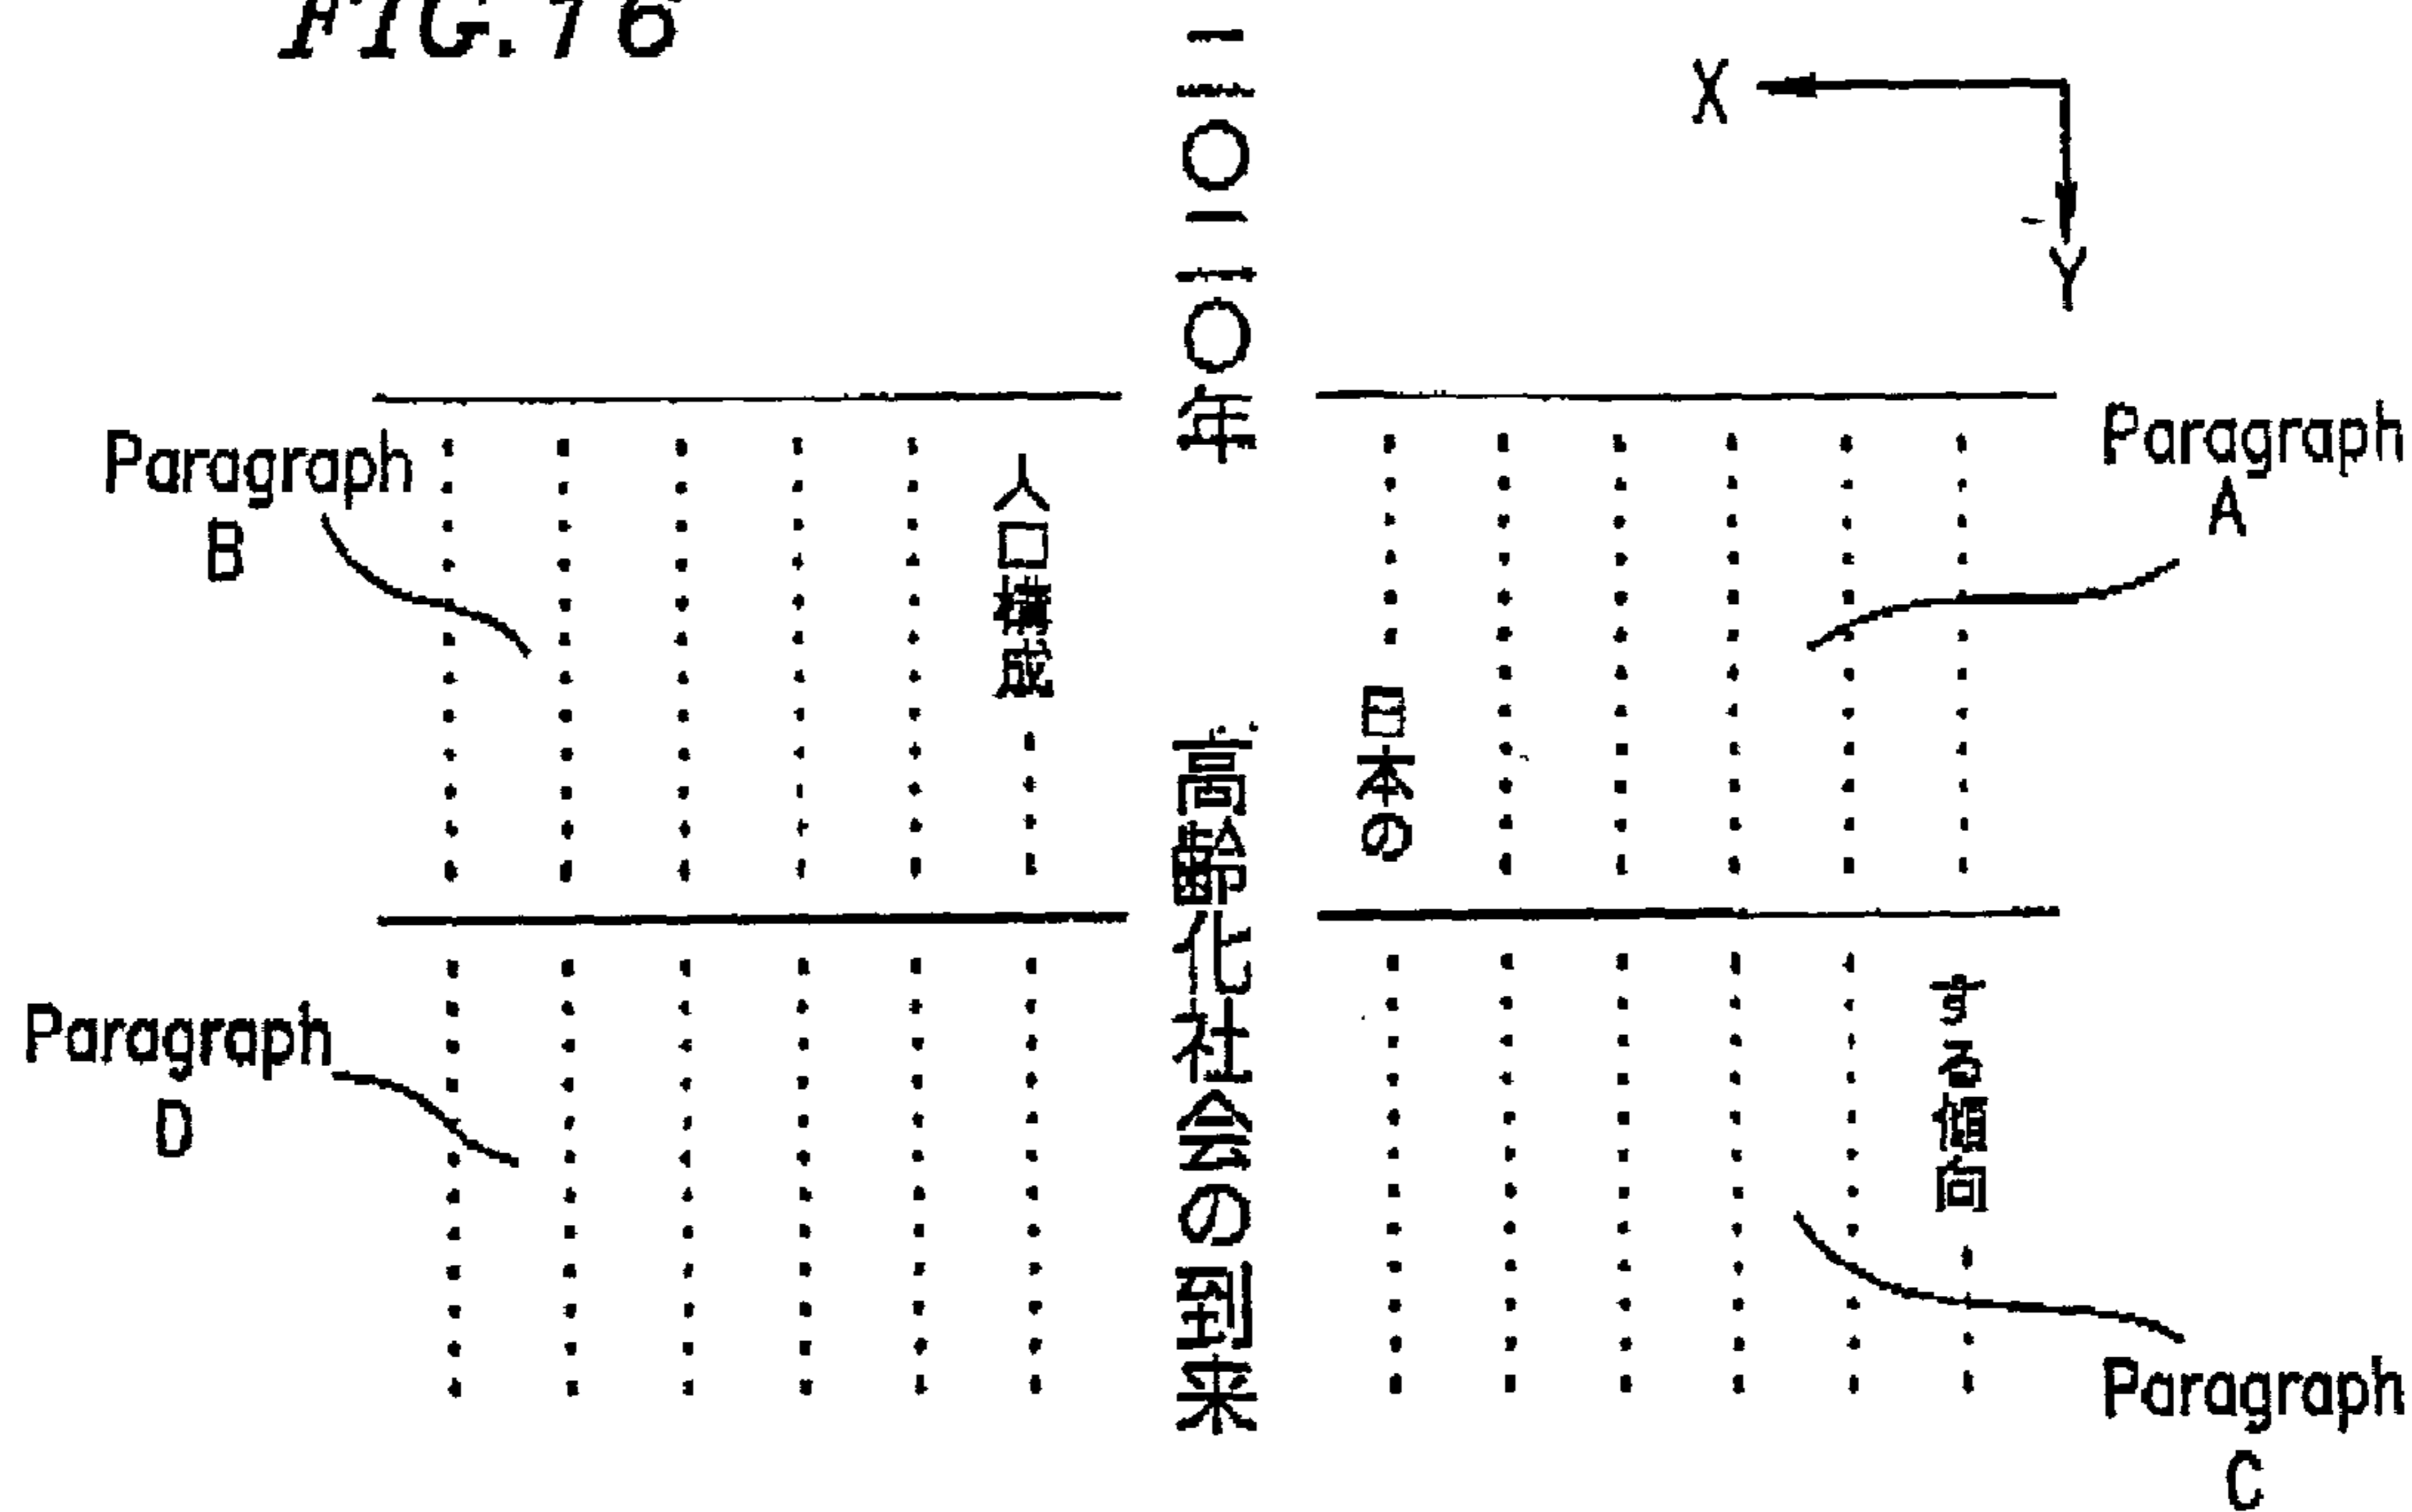 FIG. 16
X
Y
二〇二〇年
高齢化社会の到来
Paragraph
A
日本の
Paragraph
B
人口構成
Paragraph
C
する傾向
Paragraph
D